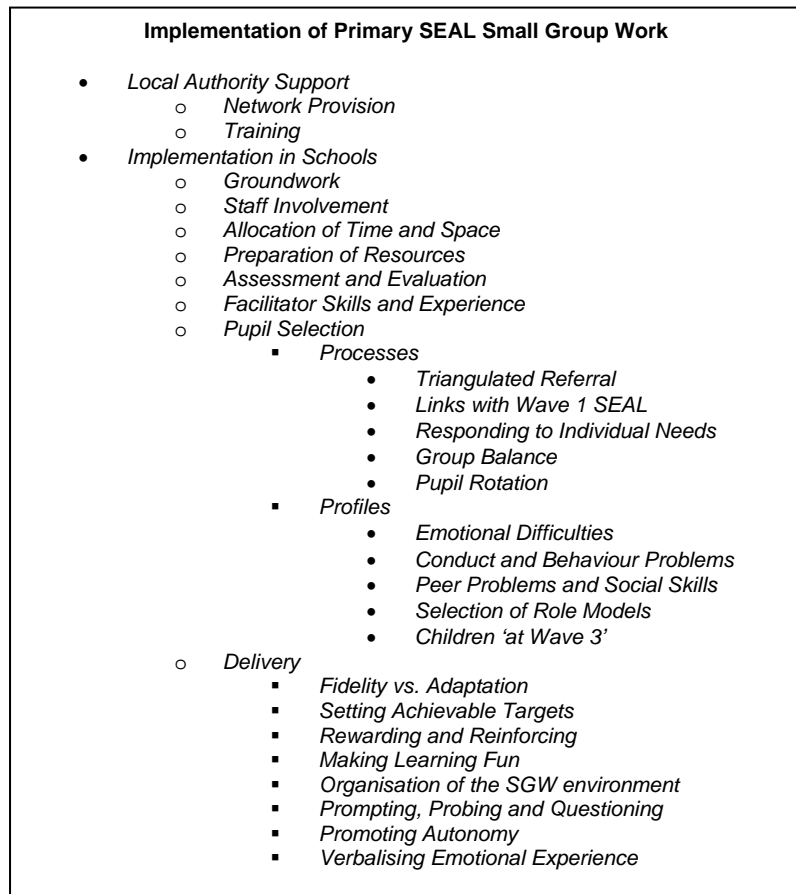 Implementation of Primary SEAL Small Group Work
• Local Authority Support
o Network Provision
o Training
• Implementation in Schools
o Groundwork
o Staff Involvement
o Allocation of Time and Space
o Preparation of Resources
o Assessment and Evaluation
o Facilitator Skills and Experience
o Pupil Selection
▪ Processes
• Triangulated Referral
• Links with Wave 1 SEAL
• Responding to Individual Needs
• Group Balance
• Pupil Rotation
▪ Profiles
• Emotional Difficulties
• Conduct and Behaviour Problems
• Peer Problems and Social Skills
• Selection of Role Models
• Children ‘at Wave 3’
o Delivery
▪ Fidelity vs. Adaptation
▪ Setting Achievable Targets
▪ Rewarding and Reinforcing
▪ Making Learning Fun
▪ Organisation of the SGW environment
▪ Prompting, Probing and Questioning
▪ Promoting Autonomy
▪ Verbalising Emotional Experience